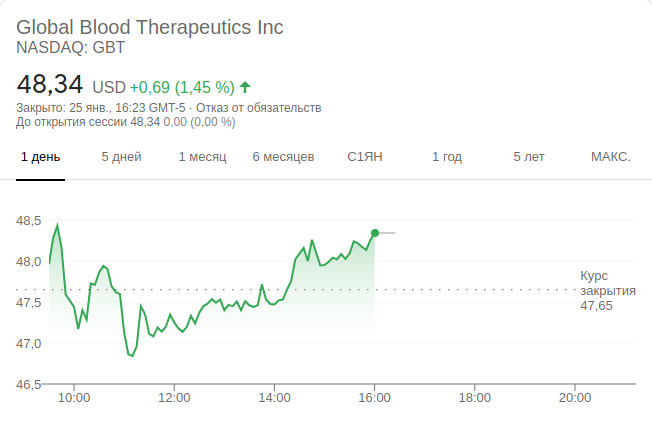 Global Blood Therapeutics Inc
NASDAQ: GBT
48,34 USD +0,69 (1,45 %)
Закрыто: 25 янв., 16:23 GMT-5 · Отказ от обязательств
До открытия сессии 48,34 0,00 (0,00 %)
1 день 5 дней 1 месяц 6 месяцев С1ЯН 1 год 5 лет МАКС.
48,5
48,0
Курс
закрытия
47,65
47,5
47,0
46,5
10:00 12:00 14:00 16:00 18:00 20:00